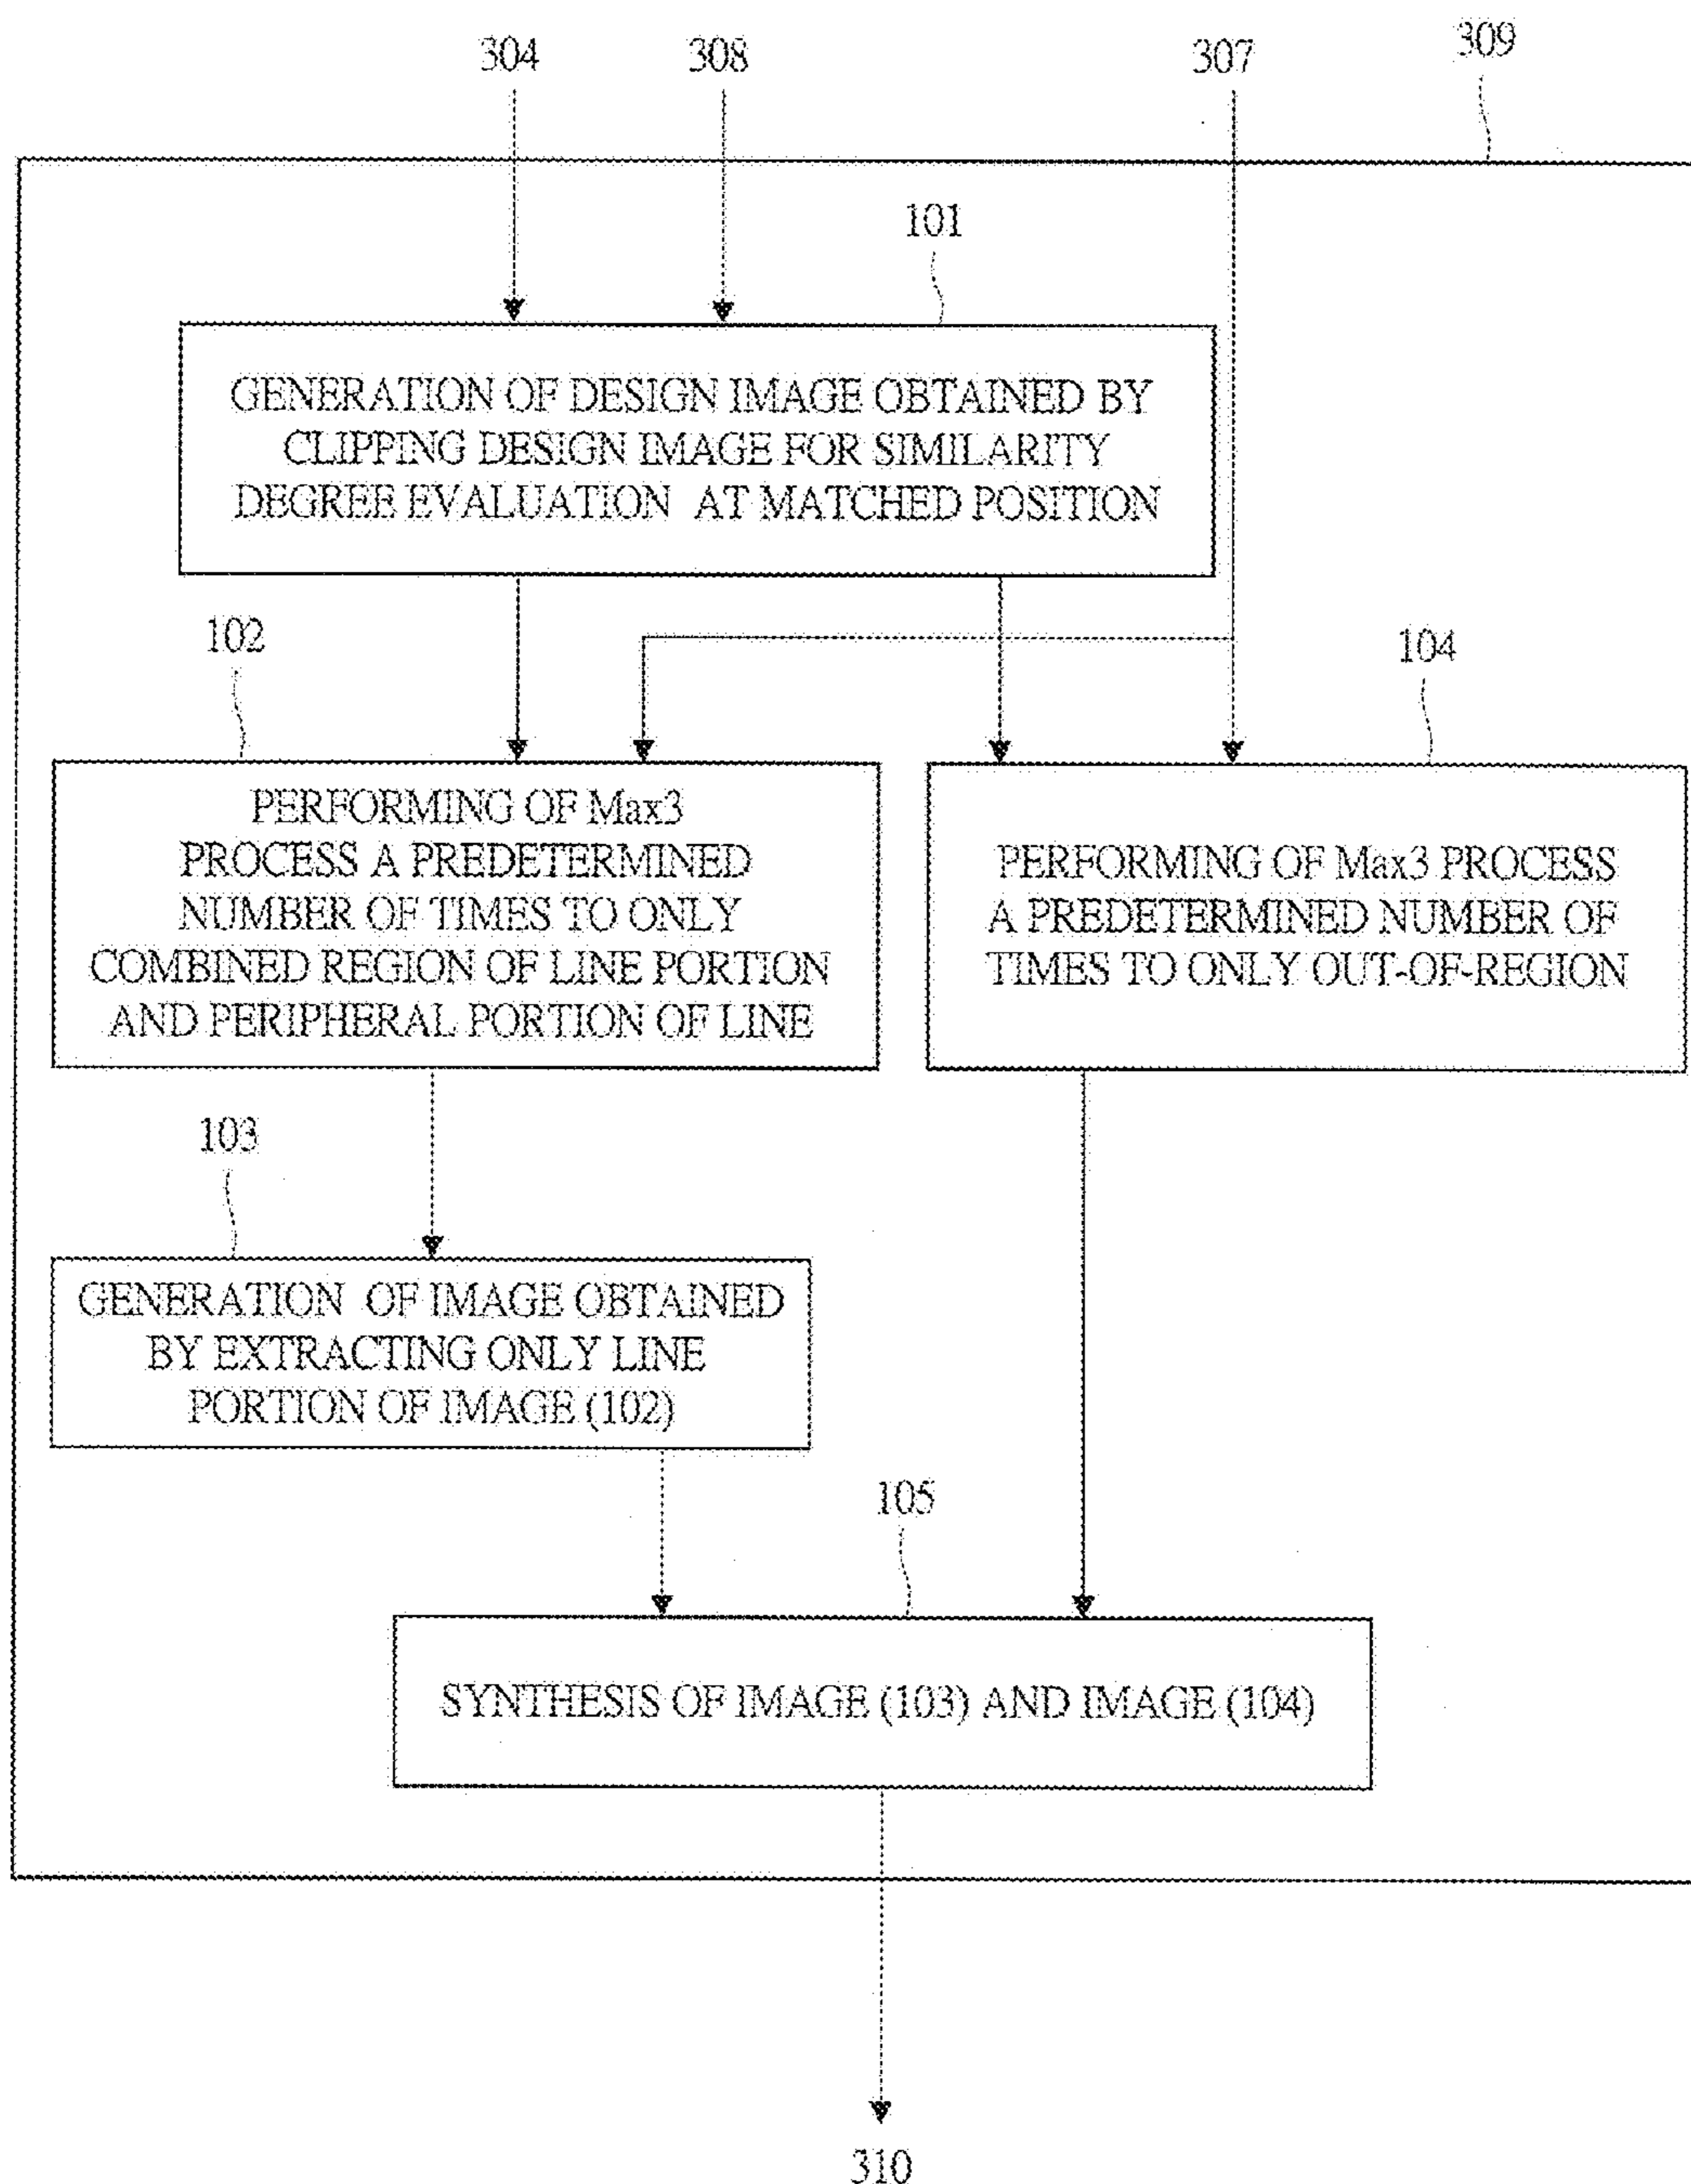 304
308
307
309
101
GENERATION OF DESIGN IMAGE OBTAINED BY
CLIPPING DESIGN IMAGE FOR SIMILARITY
DEGREE EVALUATION AT MATCHED POSITION
102
104
PERFORMING OF Max3
PROCESS A PREDETERMINED
NUMBER OF TIMES TO ONLY
COMBINED REGION OF LINE PORTION
AND PERIPHERAL PORTION OF LINE
PERFORMING OF Max3 PROCESS
A PREDETERMINED NUMBER OF
TIMES TO ONLY OUT-OF-REGION
103
GENERATION OF IMAGE OBTAINED
BY EXTRACTING ONLY LINE
PORTION OF IMAGE (102)
105
SYNTHESIS OF IMAGE (103) AND IMAGE (104)
310